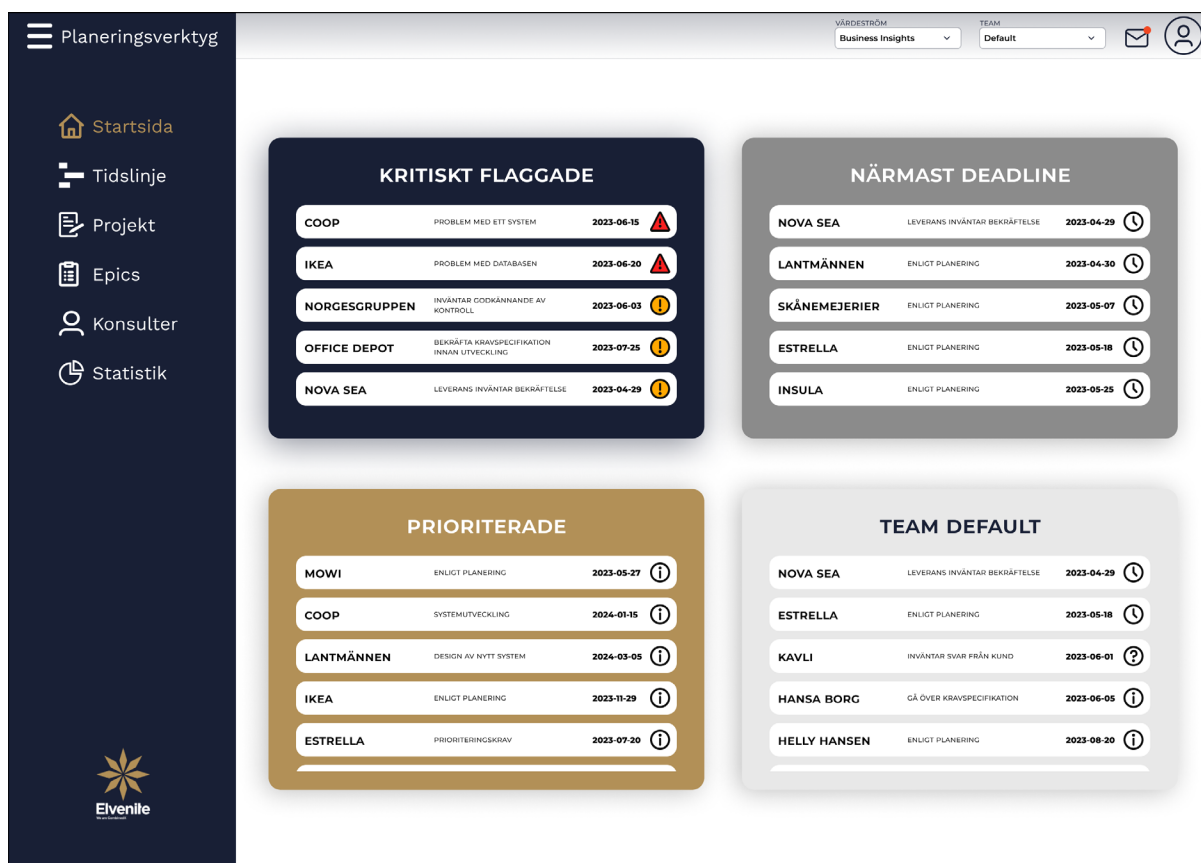 Planeringsverktyg
VÄRDESTRÖM
Business Insights
TEAM
Default
Startsida
Tidslinje
Projekt
Epics
Konsulter
Statistik
KRITISKT FLAGGADE
COOP PROBLEM MED ETT SYSTEM 2023-06-15
IKEA PROBLEM MED DATABASEN 2023-06-20
NORGESGRUPPEN INVÄNTAR GODKÄNNANDE AV
KONTROLL 2023-06-03
OFFICE DEPOT BEKRÄFTA KRAVSPECIFIKATION
INNAN UTVECKLING 2023-07-25
NOVA SEA LEVERANS INVÄNTAR BEKRÄFTELSE 2023-04-29
NÄRMAST DEADLINE
NOVA SEA LEVERANS INVÄNTAR BEKRÄFTELSE 2023-04-29
LANTMÄNNEN ENLIGT PLANERING 2023-04-30
SKÅNEMEJERIER ENLIGT PLANERING 2023-05-07
ESTRELLA ENLIGT PLANERING 2023-05-18
INSULA ENLIGT PLANERING 2023-05-25
PRIORITERADE
MOWI ENLIGT PLANERING 2023-05-27
COOP SYSTEMUTVECKLING 2024-01-15
LANTMÄNNEN DESIGN AV NYTT SYSTEM 2024-03-05
IKEA ENLIGT PLANERING 2023-11-29
ESTRELLA PRIORITERINGSKRAV 2023-07-20
TEAM DEFAULT
NOVA SEA LEVERANS INVÄNTAR BEKRÄFTELSE 2023-04-29
ESTRELLA ENLIGT PLANERING 2023-05-18
KAVLI INVÄNTAR SVAR FRÅN KUND 2023-06-01
HANSA BORG GÅ ÖVER KRAVSPECIFIKATION 2023-06-05
HELLY HANSEN ENLIGT PLANERING 2023-08-20
Elvenite